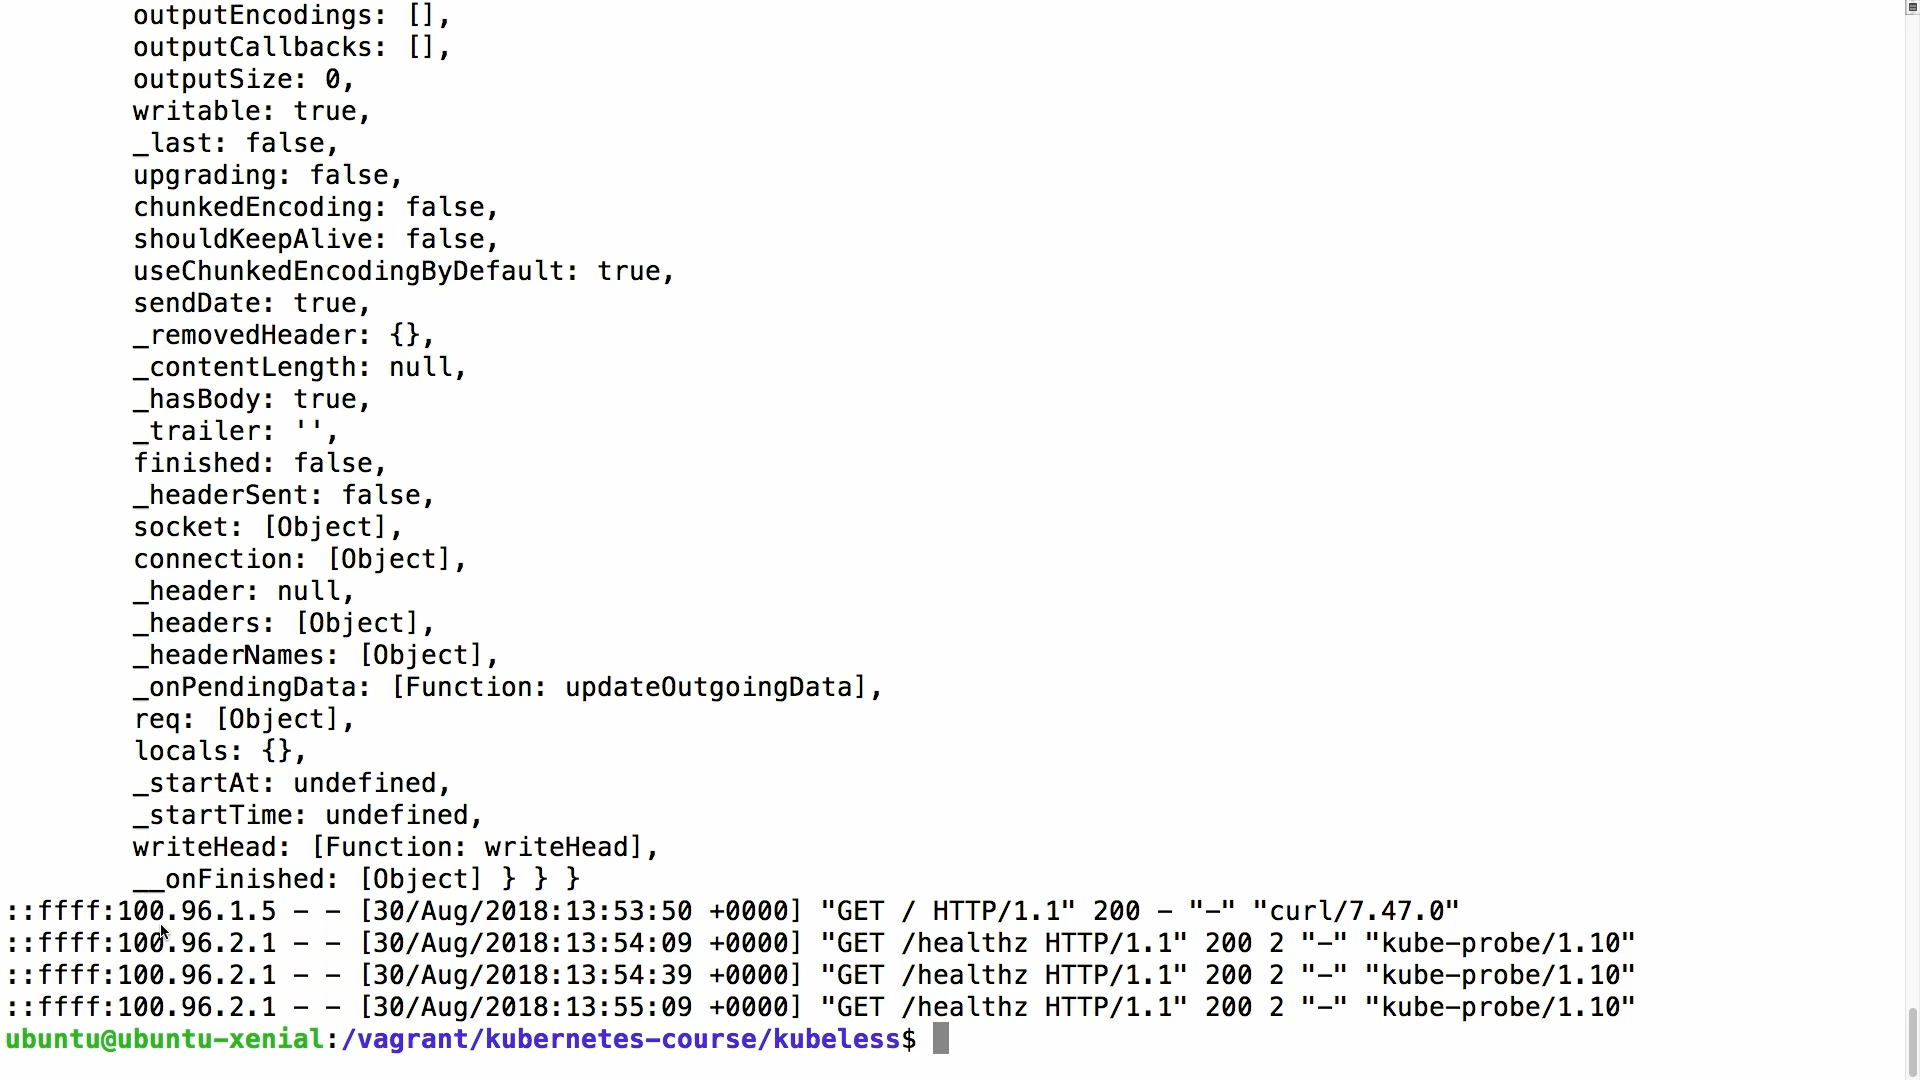 outputEncodings: [],
outputCallbacks: [],
outputSize: 0,
writable: true,
_last: false,
upgrading: false,
chunkedEncoding: false,
shouldKeepAlive: false,
useChunkedEncodingByDefault: true,
sendDate: true,
_removedHeader: {},
_contentLength: null,
_hasBody: true,
_trailer: '',
finished: false,
_headerSent: false,
socket: [Object],
connection: [Object],
_header: null,
_headers: [Object],
_headerNames: [Object],
_onPendingData: [Function: updateOutgoingData],
req: [Object],
locals: {},
_startAt: undefined,
_startTime: undefined,
writeHead: [Function: writeHead],
__onFinished: [Object] } } }
::ffff:100.96.1.5 - - [30/Aug/2018:13:53:50 +0000] "GET / HTTP/1.1" 200 - "-" "curl/7.47.0"
::ffff:100.96.2.1 - - [30/Aug/2018:13:54:09 +0000] "GET /healthz HTTP/1.1" 200 2 "-" "kube-probe/1.10"
::ffff:100.96.2.1 - - [30/Aug/2018:13:54:39 +0000] "GET /healthz HTTP/1.1" 200 2 "-" "kube-probe/1.10"
::ffff:100.96.2.1 - - [30/Aug/2018:13:55:09 +0000] "GET /healthz HTTP/1.1" 200 2 "-" "kube-probe/1.10"
ubuntu@ubuntu-xenial:/vagrant/kubernetes-course/kubeless$